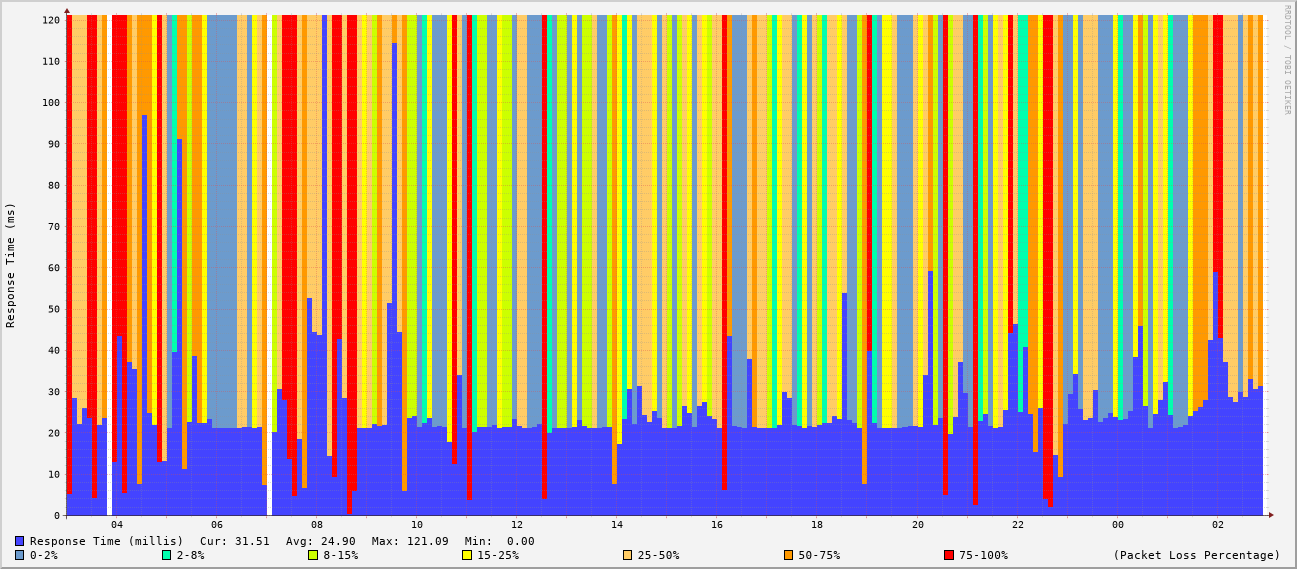 RRDTOOL / TOBI OETIKER
Response Time (ms)
120
110
100
90
80
70
60
50
40
30
20
10
0
04 06 08 10 12 14 16 18 20 22 00 02
Response Time (millis) Cur: 31.51 Avg: 24.90 Max: 121.09 Min: 0.00
0-2% 2-8% 8-15% 15-25% 25-50% 50-75% 75-100% (Packet Loss Percentage)